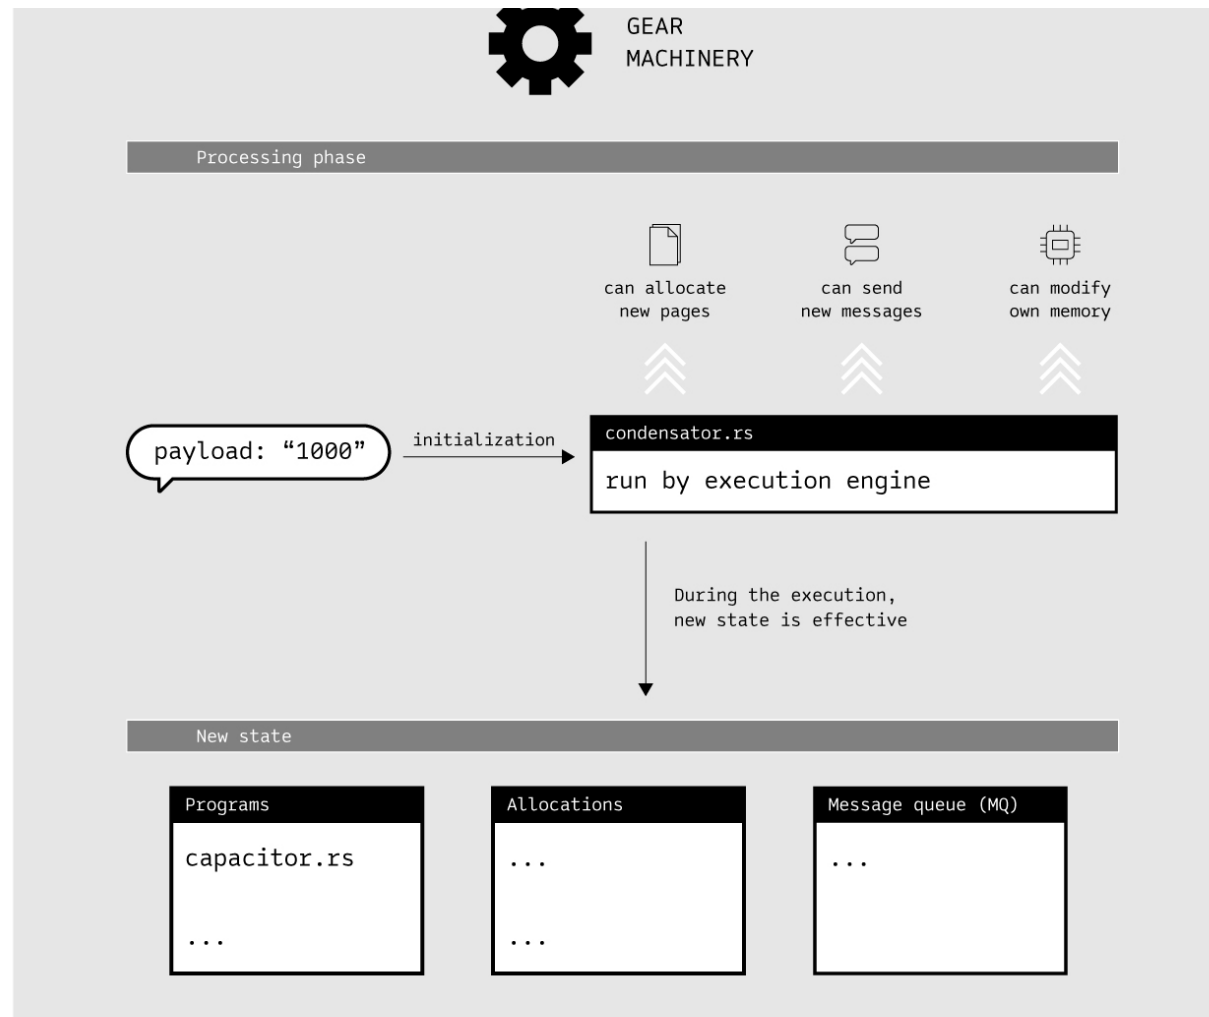 GEAR
MACHINERY
Processing phase
can allocate
new pages
can send
new messages
can modify
own memory
payload: “1000”
initialization
condensator.rs
run by execution engine
During the execution,
new state is effective
New state
Programs
capacitor.rs
...
Allocations
...
...
Message queue (MQ)
...